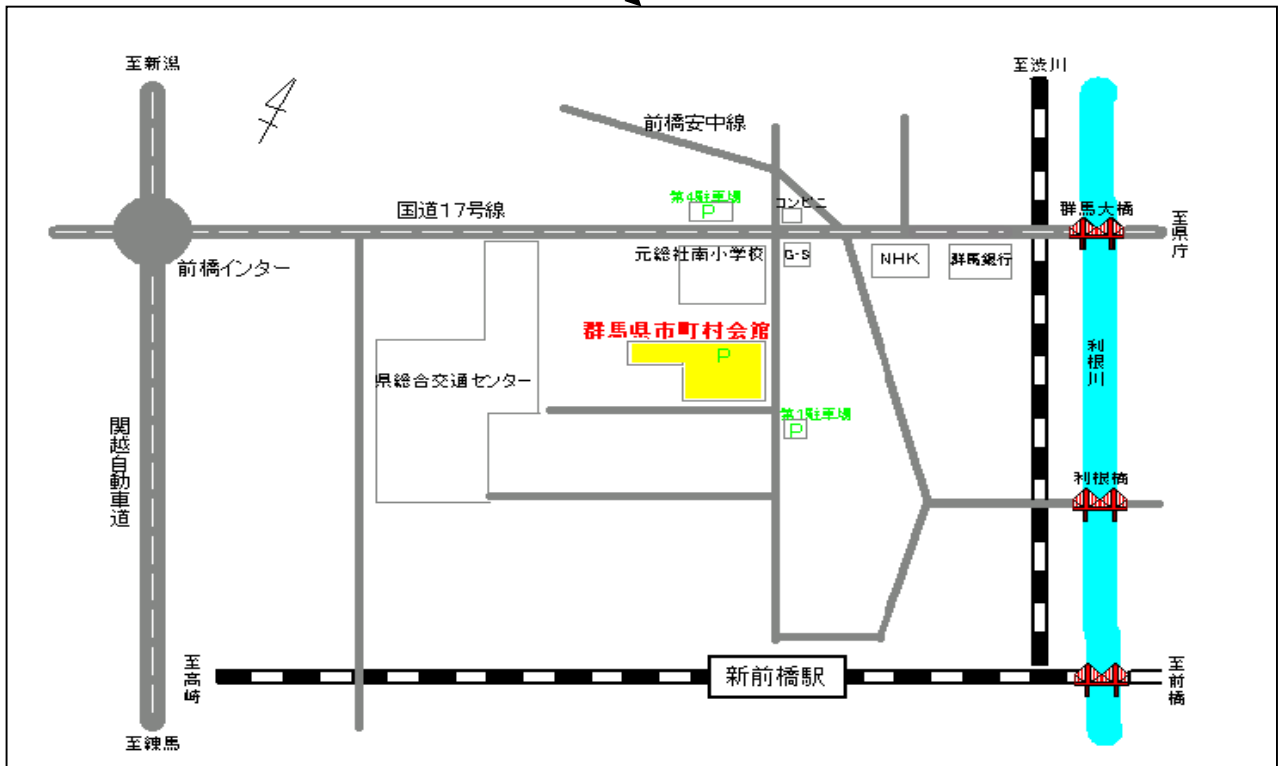 至新潟
至渋川
前橋安中線
第4駐車場
P
コンビニ
国道17号線
群馬大橋
至県庁
前橋インター
元総社南小学校
G-S
NHK
群馬銀行
群馬県市町村会館
P
利根川
県総合交通センター
第1駐車場
P
関越自動車道
利根橋
至高崎
新前橋駅
至前橋
至練馬